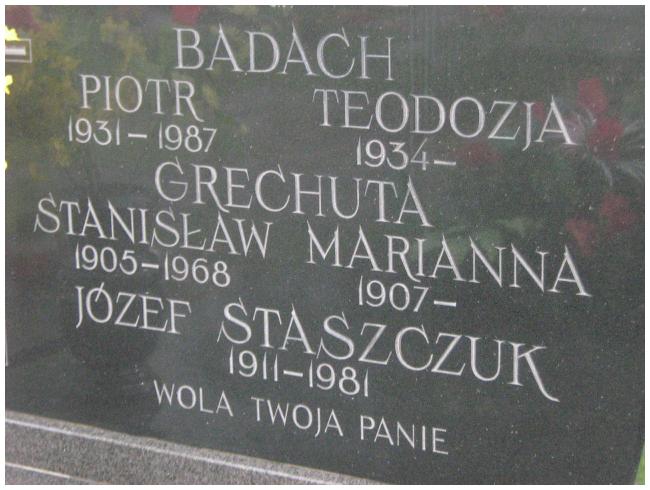 BADACH
PIOTR TEODOZJA
1931-1987 1934-
GRECHUTA
STANISŁAW MARIANNA
1905-1968 1907-
JÓZEF STASZCZUK
1911-1981
WOLA TWOJA PANIE